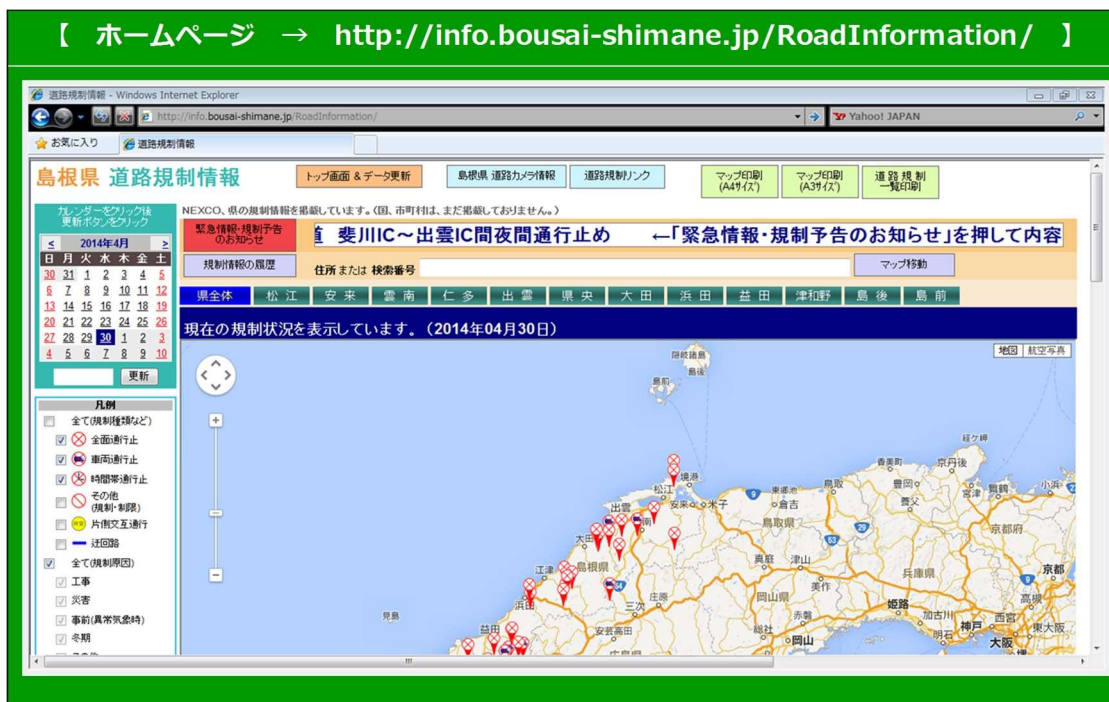 【 ホームページ → http://info.bousai-shimane.jp/RoadInformation/ 】
道路規制情報 - Windows Internet Explorer
http://info.bousai-shimane.jp/RoadInformation/
Yahoo! JAPAN
お気に入り
道路規制情報
島根県 道路規制情報
トップ画面 & データ更新
島根県 道路カメラ情報
道路規制リンク
マップ印刷
(A4サイズ)
マップ印刷
(A3サイズ)
道路規制
一覧印刷
カレンダーをクリック後
更新ボタンをクリック
≤ 2014年4月 ≥
日 月 火 水 木 金 土
30 31 1 2 3 4 5
6 7 8 9 10 11 12
13 14 15 16 17 18 19
20 21 22 23 24 25 26
27 28 29 30 1 2 3
4 5 6 7 8 9 10
更新
NEXCO、県の規制情報を掲載しています。(国、市町村は、まだ掲載しておりません。)
緊急情報・規制予告
のお知らせ
斐川IC～出雲IC間夜間通行止め ←「緊急情報・規制予告のお知らせ」を押して内容
規制情報の履歴
住所 または 検索番号
マップ移動
県全体 松江 安来 雲南 仁多 出雲 県央 大田 浜田 益田 津和野 島後 島前
現在の規制状況を表示しています。(2014年04月30日)
凡例
全て(規制種類など)
全面通行止
車両通行止
時間帯通行止
その他
(規制・制限)
片側交互通行
迂回路
全て(規制原因)
工事
災害
事前(異常気象時)
冬期
地図 航空写真
隠岐諸島
島後
島前
経ケ岬
香美町
京丹後
境港
松江
東郷池
鳥取
豊岡
宮津
舞鶴
小浜
出雲
安来
米子
倉吉
養父
9
鳥取県
29
京都府
大田
53
江津
島根県
真庭
津山
兵庫県
京都
9
54
庄原
美作
岡山県
姫路
高槻
浜田
三次
見島
赤磐
加古川
西宮
益田
安芸高田
総社
岡山
明石
神戸
東大阪
大阪
広島県